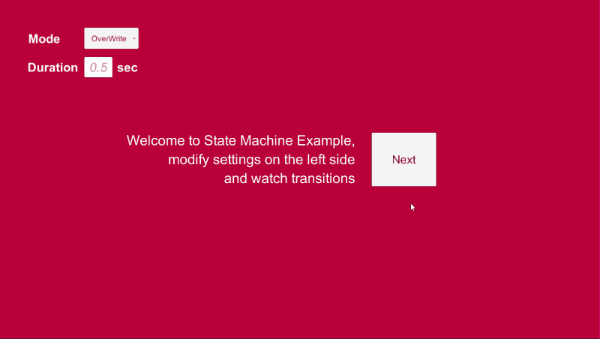 Mode OverWrite
Duration 0.5 sec
Welcome to State Machine Example,
modify settings on the left side
and watch transitions
Next